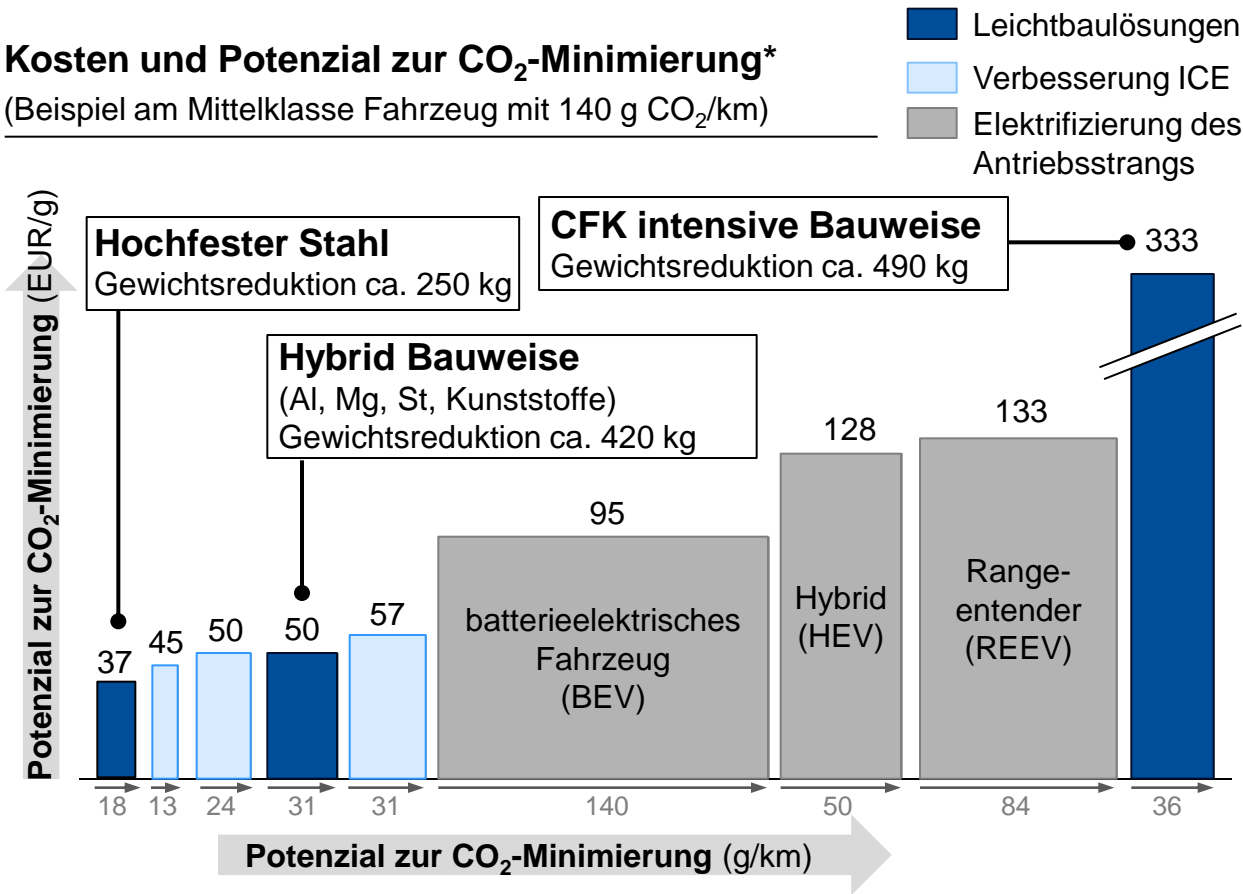 Kosten und Potenzial zur CO₂-Minimierung*
(Beispiel am Mittelklasse Fahrzeug mit 140 g CO₂/km)
Leichtbaulösungen
Verbesserung ICE
Elektrifizierung des
Antriebsstrangs
Potenzial zur CO₂-Minimierung (EUR/g)
Hochfester Stahl
Gewichtsreduktion ca. 250 kg
CFK intensive Bauweise
Gewichtsreduktion ca. 490 kg
Hybrid Bauweise
(Al, Mg, St, Kunststoffe)
Gewichtsreduktion ca. 420 kg
37
45
50
50
57
95
128
133
333
batterieelektrisches
Fahrzeug
(BEV)
Hybrid
(HEV)
Range-
entender
(REEV)
18
13
24
31
31
140
50
84
36
Potenzial zur CO₂-Minimierung (g/km)